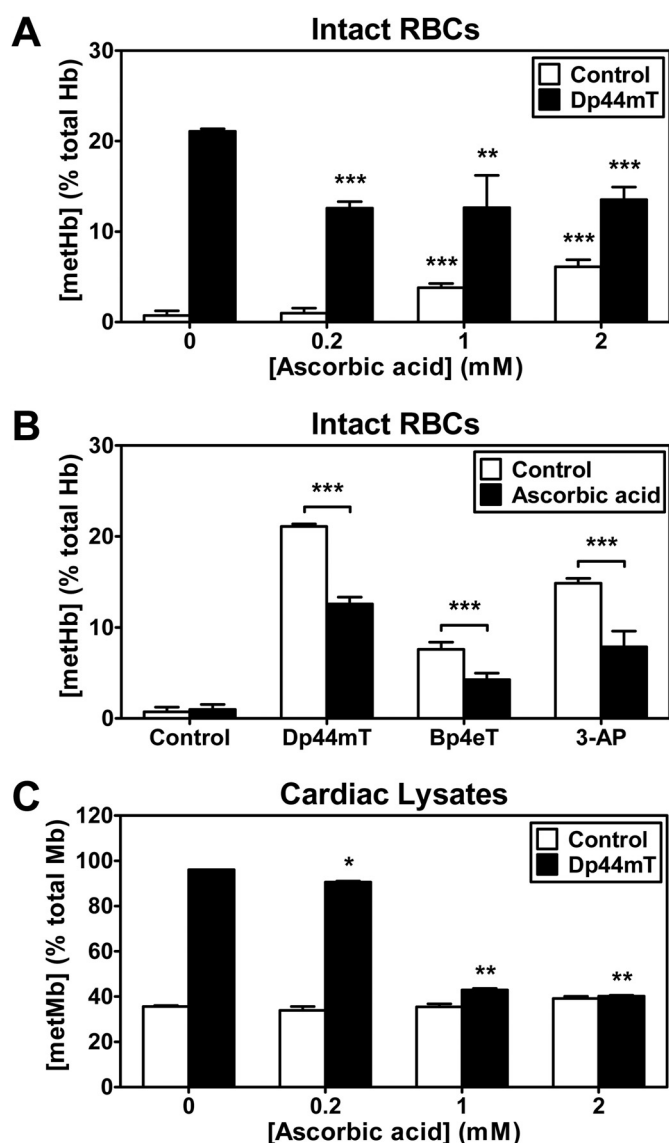 A
Intact RBCs
[metHb] (% total Hb)
30
20
10
0
Control
Dp44mT
***
**
***
***
***
0
0.2
1
2
[Ascorbic acid] (mM)
B
Intact RBCs
[metHb] (% total Hb)
30
20
10
0
Control
Ascorbic acid
***
***
***
Control
Dp44mT
Bp4eT
3-AP
C
Cardiac Lysates
[metMb] (% total Mb)
120
100
80
60
40
20
0
Control
Dp44mT
*
**
**
0
0.2
1
2
[Ascorbic acid] (mM)